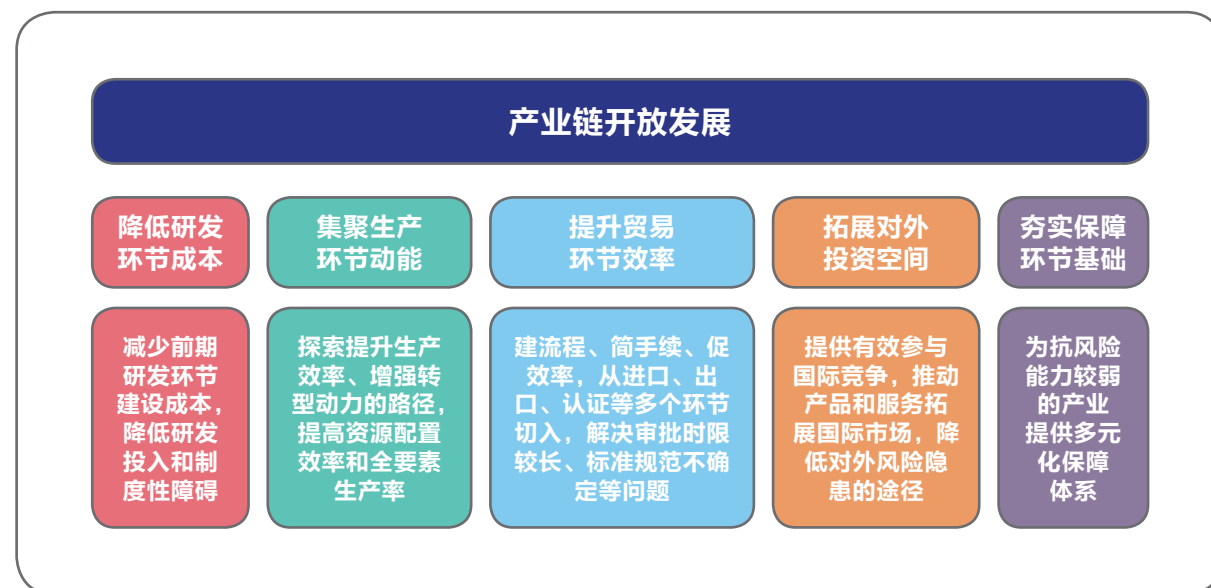 产业链开放发展
降低研发
环节成本
集聚生产
环节动能
提升贸易
环节效率
拓展对外
投资空间
夯实保障
环节基础
减少前期
研发环节
建设成本，
降低研发
投入和制
度性障碍
探索提升生产
效率、增强转
型动力的路径，
提高资源配置
效率和全要素
生产率
建流程、简手续、促
效率，从进口、出
口、认证等多个环节
切入，解决审批时限
较长、标准规范不确
定等问题
提供有效参与
国际竞争，推动
产品和服务拓
展国际市场，降
低对外风险隐
患的途径
为抗风险
能力较弱
的产业
提供多元
化保障
体系